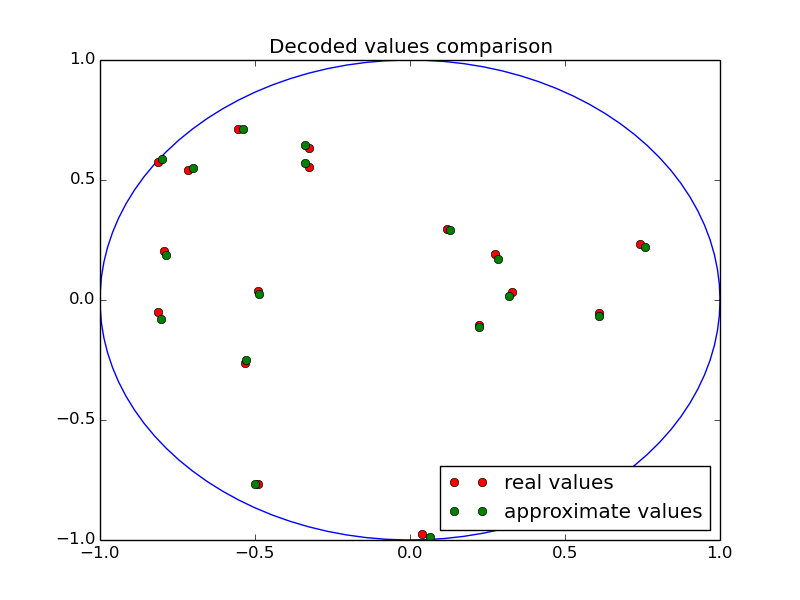 Decoded values comparison
1.0
0.5
0.0
−0.5
−1.0
−1.0 −0.5 0.0 0.5 1.0
real values
approximate values